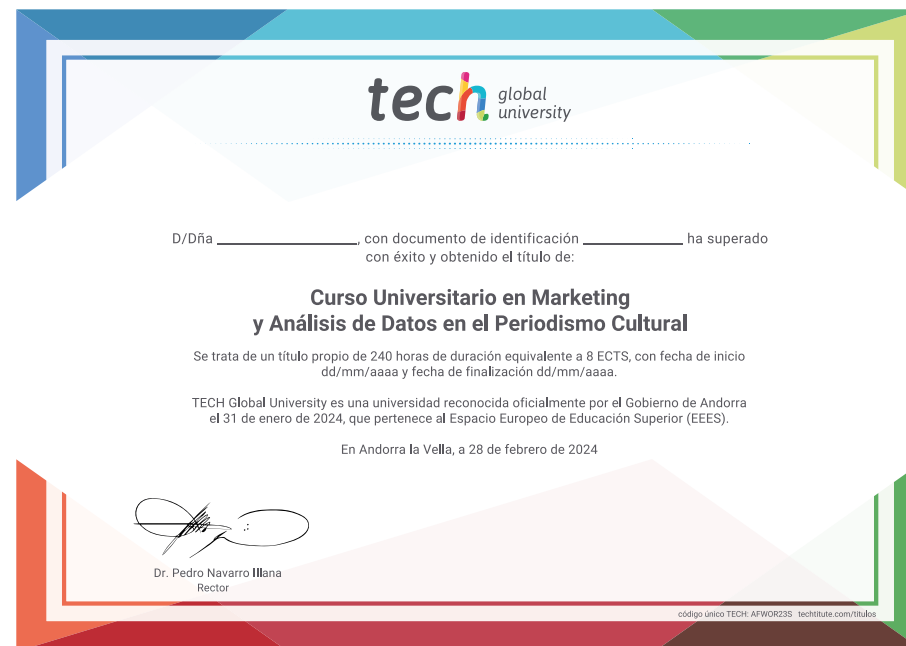 tech global
university
D/Dña ____________________, con documento de identificación ______________ ha superado
con éxito y obtenido el título de:
Curso Universitario en Marketing
y Análisis de Datos en el Periodismo Cultural
Se trata de un título propio de 240 horas de duración equivalente a 8 ECTS, con fecha de inicio
dd/mm/aaaa y fecha de finalización dd/mm/aaaa.
TECH Global University es una universidad reconocida oficialmente por el Gobierno de Andorra
el 31 de enero de 2024, que pertenece al Espacio Europeo de Educación Superior (EEES).
En Andorra la Vella, a 28 de febrero de 2024
Dr. Pedro Navarro Illana
Rector
código único TECH: AFWOR23S techtitute.com/titulos